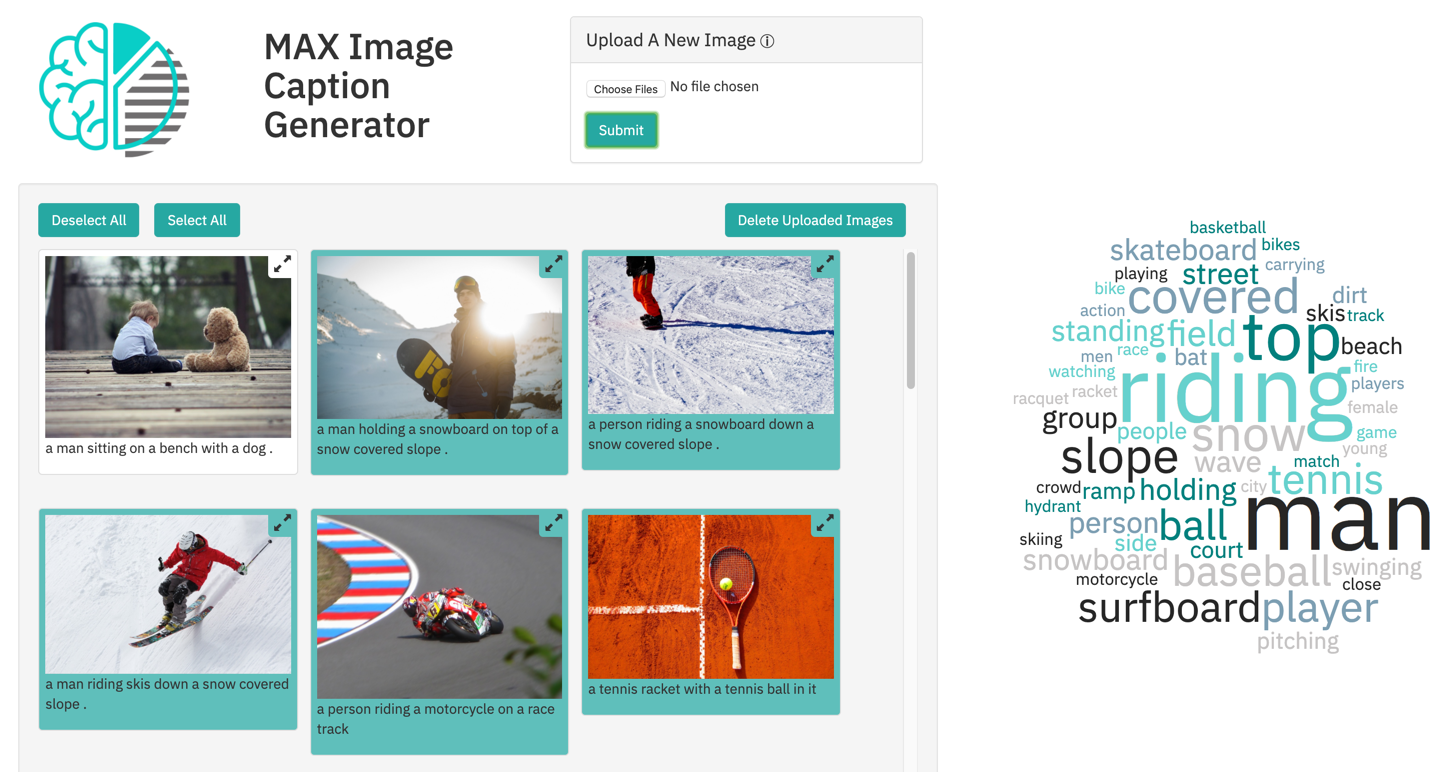 MAX Image
Caption
Generator
Upload A New Image
Choose Files No file chosen
Submit
Deselect All
Select All
Delete Uploaded Images
a man sitting on a bench with a dog .
a man holding a snowboard on top of a
snow covered slope .
a person riding a snowboard down a
snow covered slope .
a man riding skis down a snow covered
slope .
a person riding a motorcycle on a race
track
a tennis racket with a tennis ball in it
basketball
skateboard bikes
playing street carrying
bike covered dirt
action skis track
standing field top beach
men race bat fire
watching riding players
racquet racket female
group people snow game
slope wave match young
crowd ramp holding city tennis
hydrant man
person ball
skiing side court
snowboard baseball swinging
motorcycle close
surfboard player
pitching